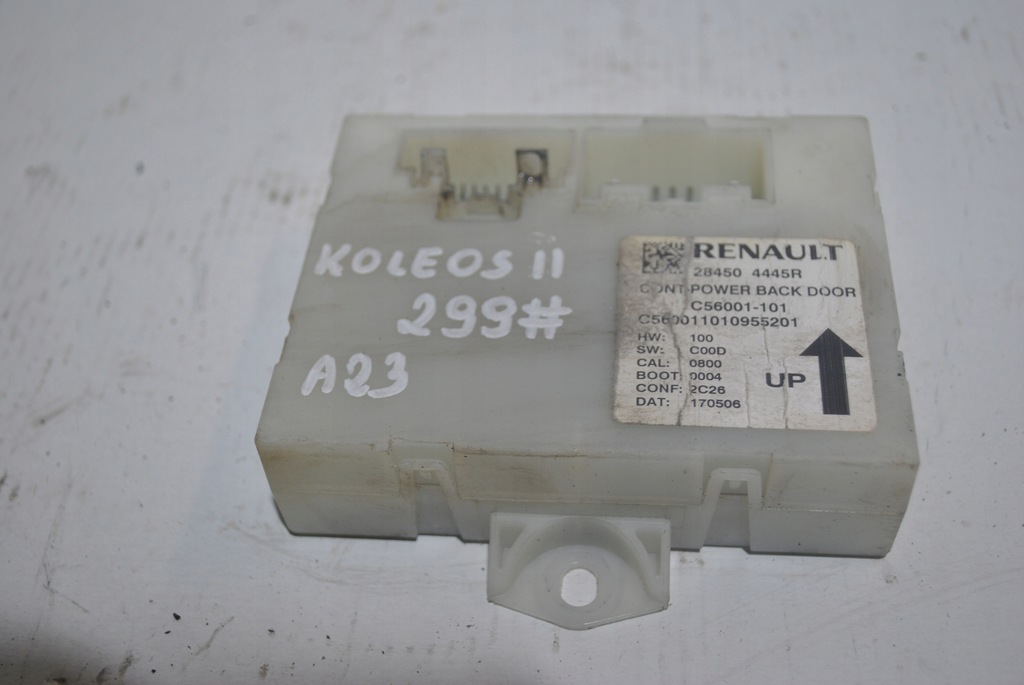 KOLEOS II
299#
A23
RENAULT
28450 4445R
CONT-POWER BACK DOOR
C56001-101
C560011010955201
HW: 100
SW: C00D
CAL: 0800
BOOT: 0004
CONF: 2C26
DAT: 170506
UP